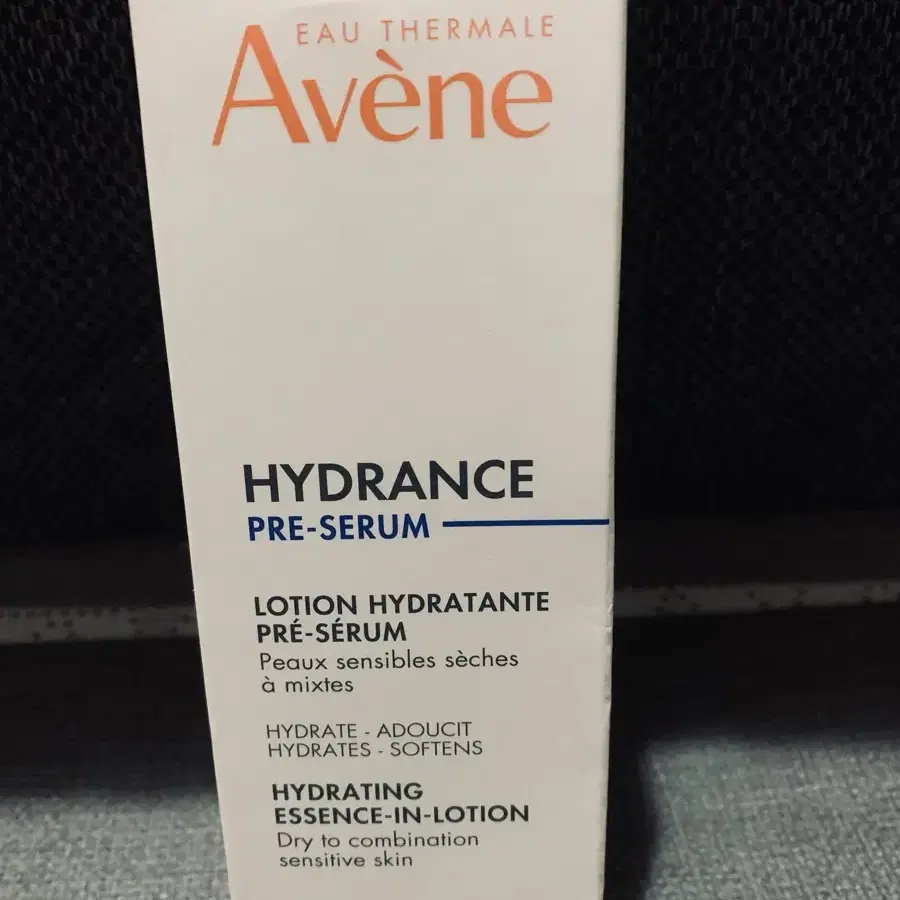 EAU THERMALE
Avène
HYDRANCE
PRE-SERUM
LOTION HYDRATANTE
PRÉ-SÉRUM
Peaux sensibles sèches
à mixtes
HYDRATE - ADOUCIT
HYDRATES - SOFTENS
HYDRATING
ESSENCE-IN-LOTION
Dry to combination
sensitive skin